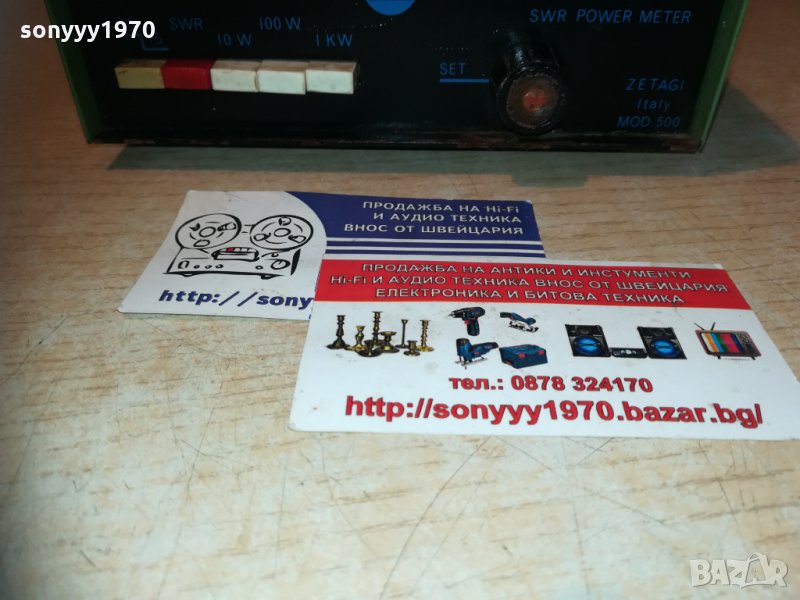 sonyyy1970
SWR
100 W
10 W
1 KW
SWR POWER METER
SET
ZETAGI
Italy
MOD.500
ПРОДАЖБА НА Hi-Fi
И АУДИО ТЕХНИКА
ВНОС ОТ ШВЕЙЦАРИЯ
http://sony
ПРОДАЖБА НА АНТИКИ И ИНСТУМЕНТИ
Hi-Fi И АУДИО ТЕХНИКА ВНОС ОТ ШВЕЙЦАРИЯ
ЕЛЕКТРОНИКА И БИТОВА ТЕХНИКА
тел.: 0878 324170
http://sonyyy1970.bazar.bg/
BAZAR